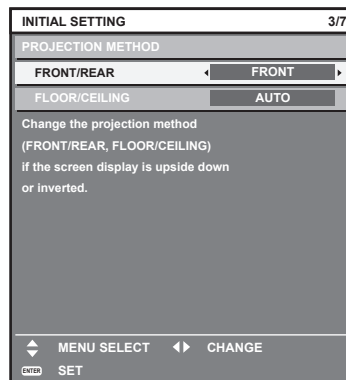 INITIAL SETTING 3/7
PROJECTION METHOD
FRONT/REAR FRONT
FLOOR/CEILING AUTO
Change the projection method
(FRONT/REAR, FLOOR/CEILING)
if the screen display is upside down
or inverted.
MENU SELECT CHANGE
ENTER SET